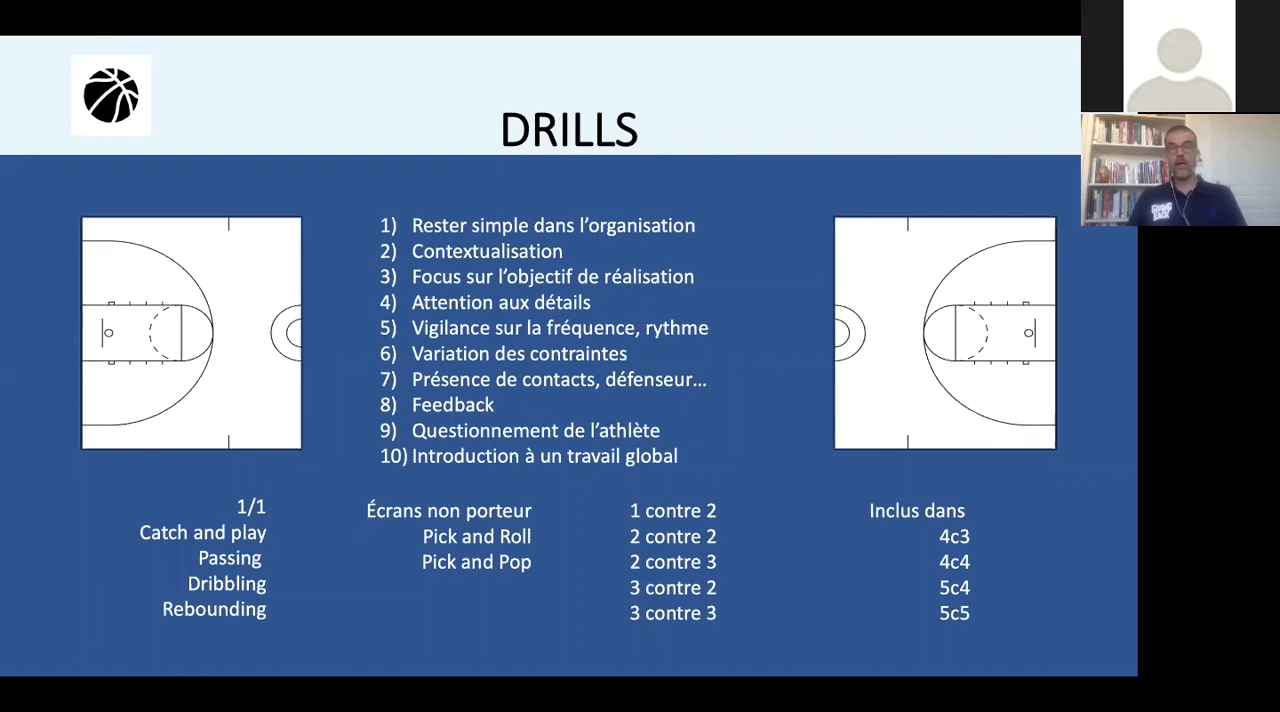 DRILLS
1) Rester simple dans l’organisation
2) Contextualisation
3) Focus sur l’objectif de réalisation
4) Attention aux détails
5) Vigilance sur la fréquence, rythme
6) Variation des contraintes
7) Présence de contacts, défenseur...
8) Feedback
9) Questionnement de l’athlète
10) Introduction à un travail global
1/1
Catch and play
Passing
Dribbling
Rebounding
Écrans non porteur
Pick and Roll
Pick and Pop
1 contre 2
2 contre 2
2 contre 3
3 contre 2
3 contre 3
Inclus dans
4c3
4c4
5c4
5c5
GIVING
BACK